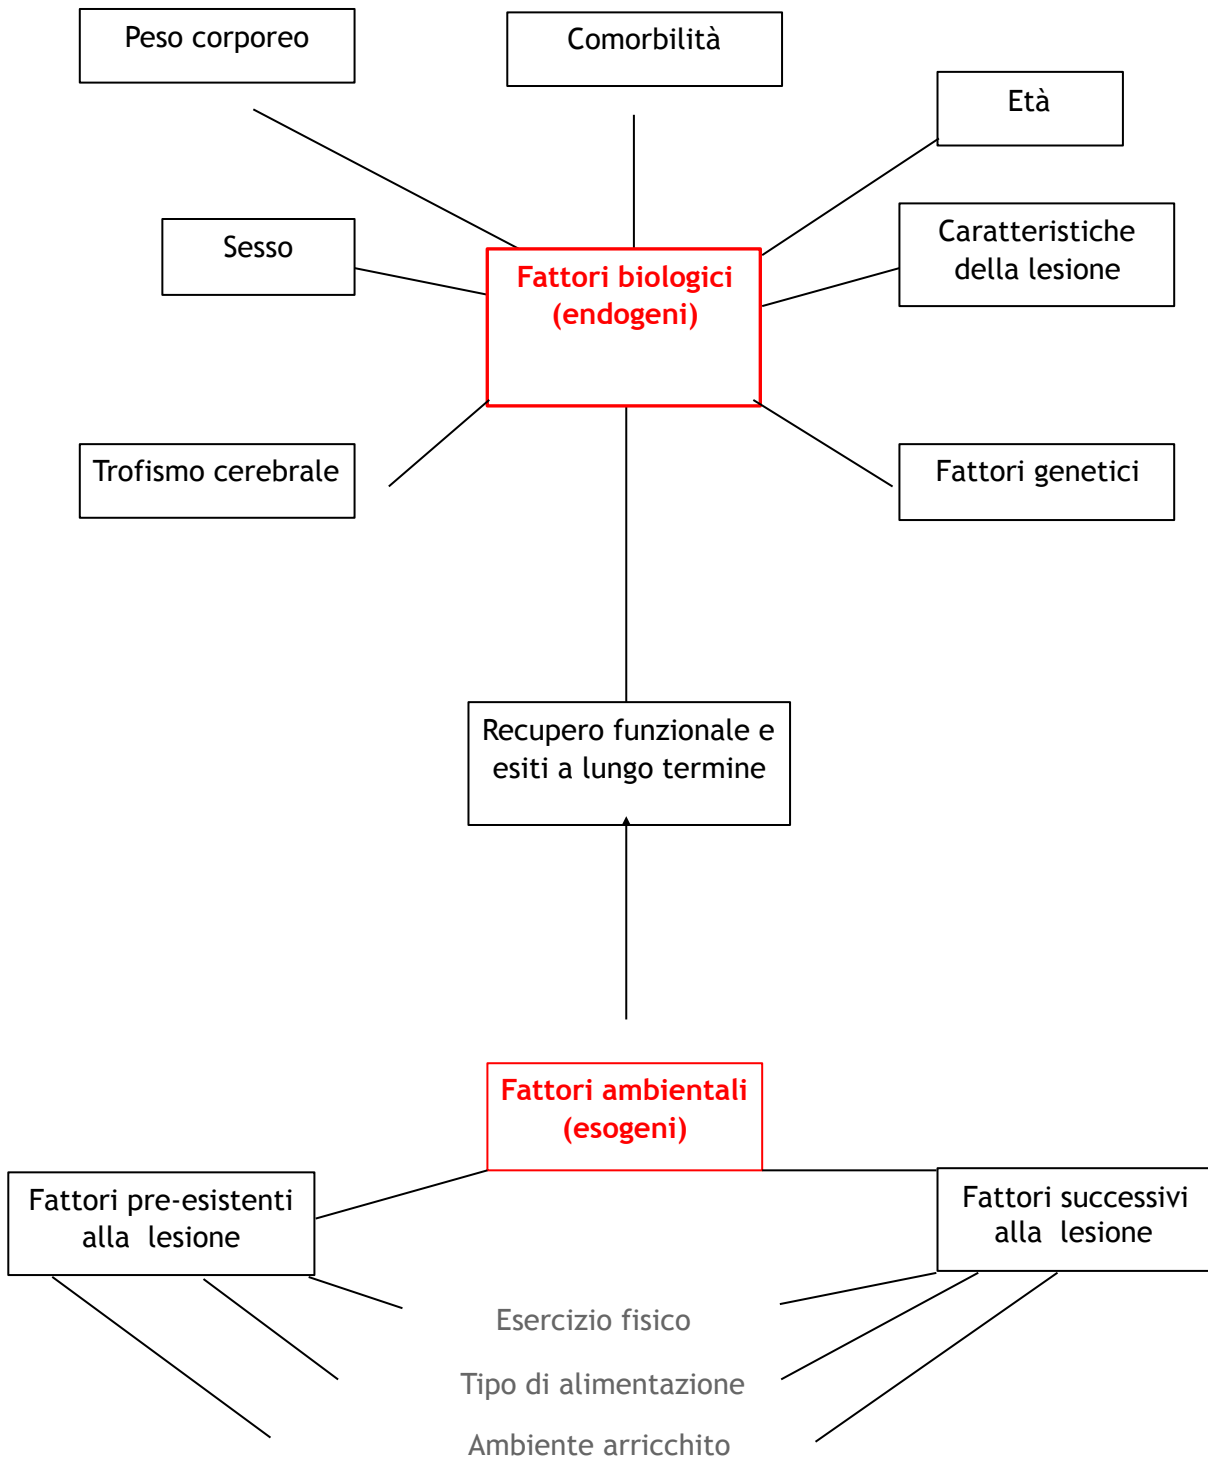 Peso corporeo
Comorbilità
Età
Sesso
Caratteristiche
della lesione
Fattori biologici
(endogeni)
Trofismo cerebrale
Fattori genetici
Recupero funzionale e
esiti a lungo termine
Fattori ambientali
(esogeni)
Fattori pre-esistenti
alla lesione
Fattori successivi
alla lesione
Esercizio fisico
Tipo di alimentazione
Ambiente arricchito